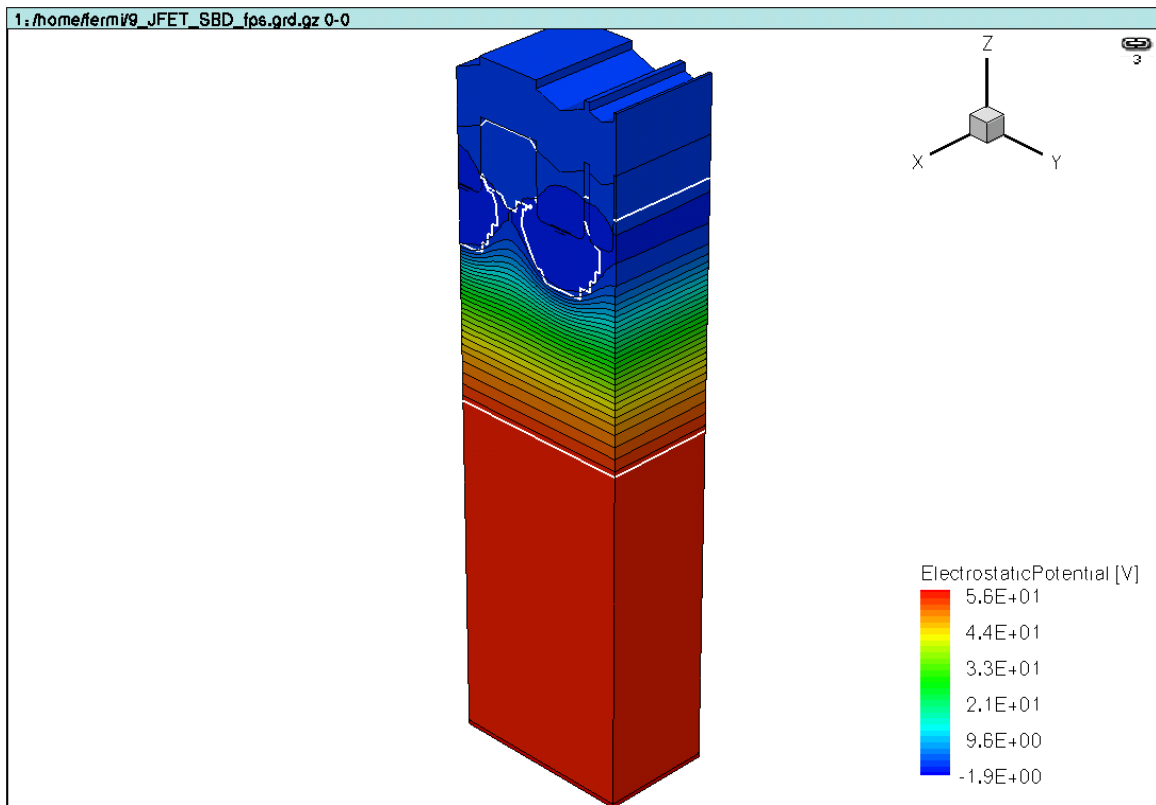 1:/home/fermi/9_JFET_SBD_fps.grd.gz 0-0
Z
3
X
Y
ElectrostaticPotential [V]
5.6E+01
4.4E+01
3.3E+01
2.1E+01
9.6E+00
-1.9E+00